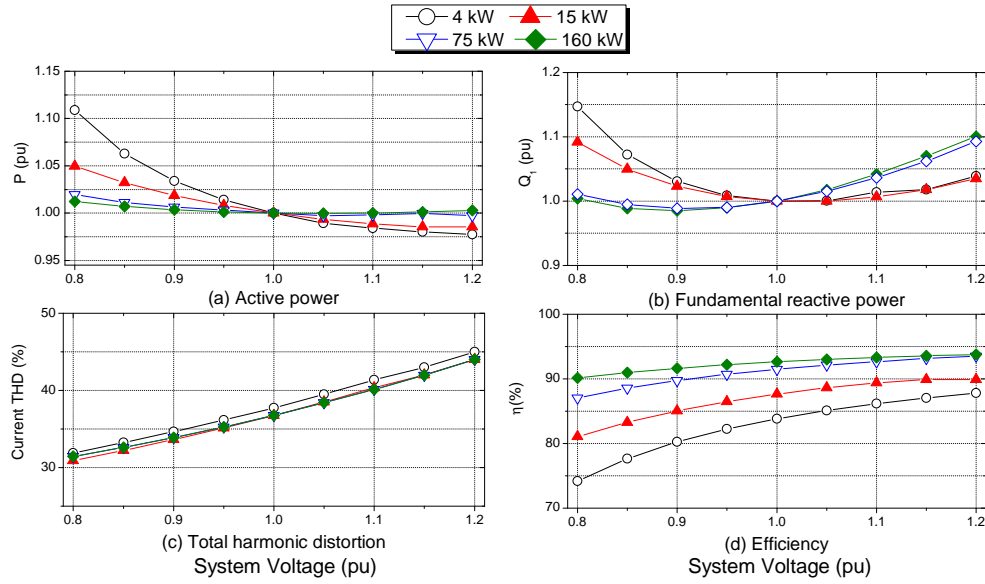 4 kW 15 kW
75 kW 160 kW
1.15
1.10
1.05
1.00
0.95
P (pu)
0.8 0.9 1.0 1.1 1.2
(a) Active power
1.2
1.1
1.0
0.9
Q1 (pu)
0.8 0.9 1.0 1.1 1.2
(b) Fundamental reactive power
50
40
30
Current THD (%)
0.8 0.9 1.0 1.1 1.2
(c) Total harmonic distortion
System Voltage (pu)
100
90
80
70
η(%)
0.8 0.9 1.0 1.1 1.2
(d) Efficiency
System Voltage (pu)